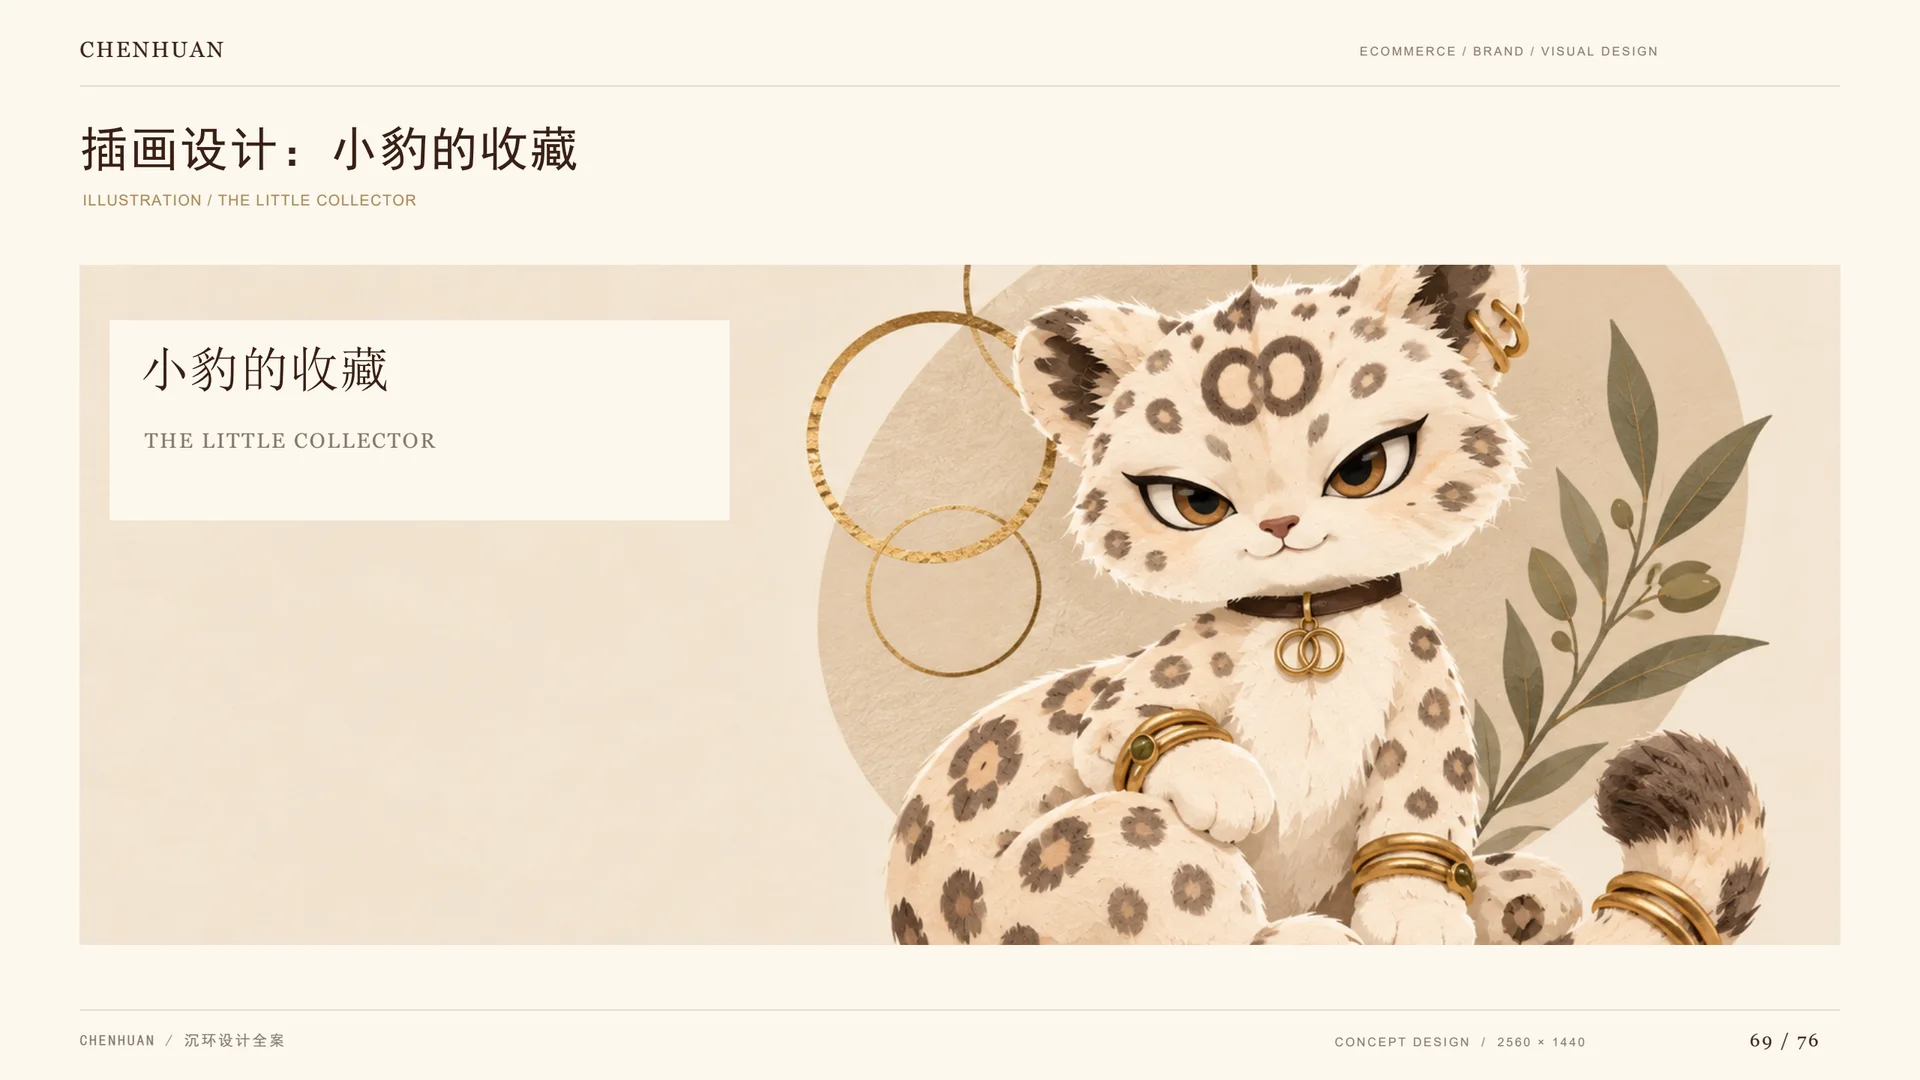 CHENHUAN
ECOMMERCE / BRAND / VISUAL DESIGN
插画设计：小豹的收藏
ILLUSTRATION / THE LITTLE COLLECTOR
小豹的收藏
THE LITTLE COLLECTOR
CHENHUAN / 沉环设计全案
CONCEPT DESIGN / 2560 × 1440
69 / 76